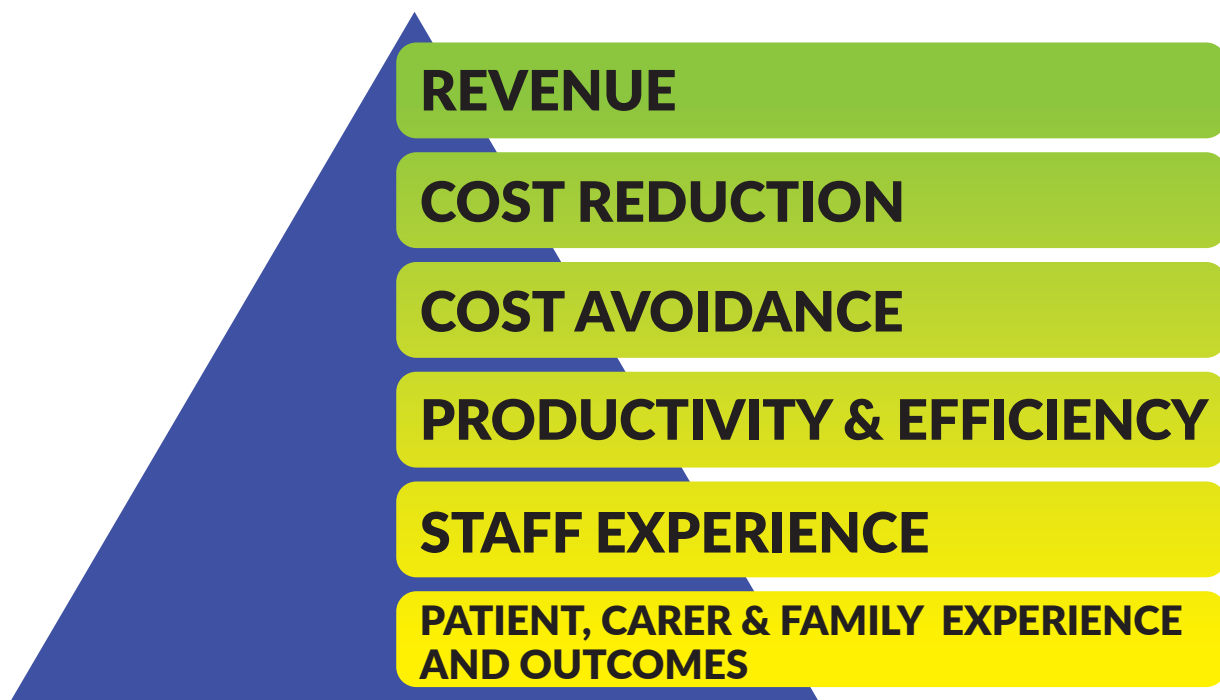 REVENUE
COST REDUCTION
COST AVOIDANCE
PRODUCTIVITY & EFFICIENCY
STAFF EXPERIENCE
PATIENT, CARER & FAMILY EXPERIENCE
AND OUTCOMES